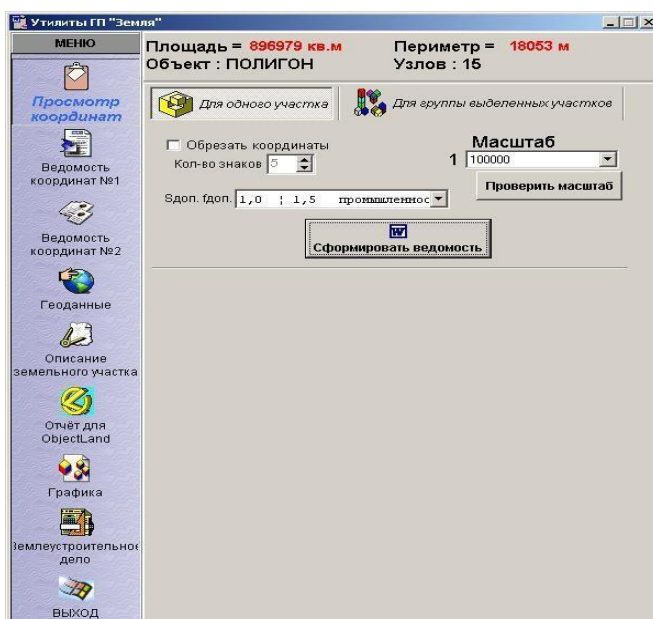 Утилиты ГП "Земля"
МЕНЮ
Просмотр
координат
Ведомость
координат №1
Ведомость
координат №2
Геоданные
Описание
земельного участка
Отчёт для
ObjectLand
Графика
Землеустроительное
дело
ВЫХОД
Площадь = 896979 кв.м
Периметр = 18053 м
Объект : ПОЛИГОН
Узлов : 15
Для одного участка
Для группы выделенных участков
Обрезать координаты
Кол-во знаков 5
Масштаб
1 100000
Проверить масштаб
Sдоп. fдоп. 1,0 ¦ 1,5 промышленнос
Сформировать ведомость